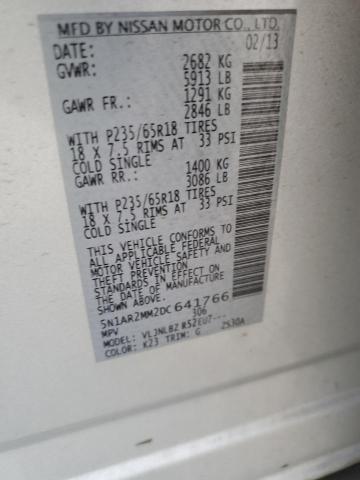 MFD BY NISSAN MOTOR CO., LTD.
DATE: 02/13
GVWR: 2682 KG
5913 LB
GAWR FR.: 1291 KG
2846 LB
WITH P235/65R18 TIRES
18 X 7.5 RIMS AT 33 PSI
COLD SINGLE
GAWR RR.: 1400 KG
3086 LB
WITH P235/65R18 TIRES
18 X 7.5 RIMS AT 33 PSI
COLD SINGLE
THIS VEHICLE CONFORMS TO
ALL APPLICABLE FEDERAL
MOTOR VEHICLE SAFETY AND
THEFT PREVENTION
STANDARDS IN EFFECT ON
THE DATE OF MANUFACTURE
SHOWN ABOVE.
5N1AR2MM2DC641766
MPV 306
MODEL: VLJNLBZ R52EU7---
COLOR: K23 TRIM: G 2530A